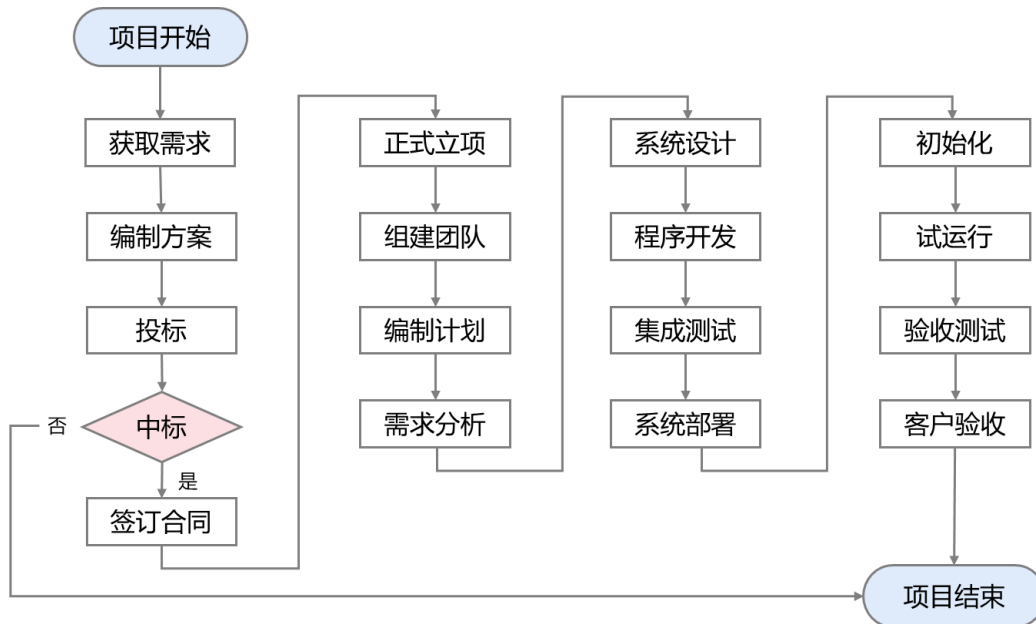 项目开始
获取需求
编制方案
投标
中标
否
是
签订合同
正式立项
组建团队
编制计划
需求分析
系统设计
程序开发
集成测试
系统部署
初始化
试运行
验收测试
客户验收
项目结束